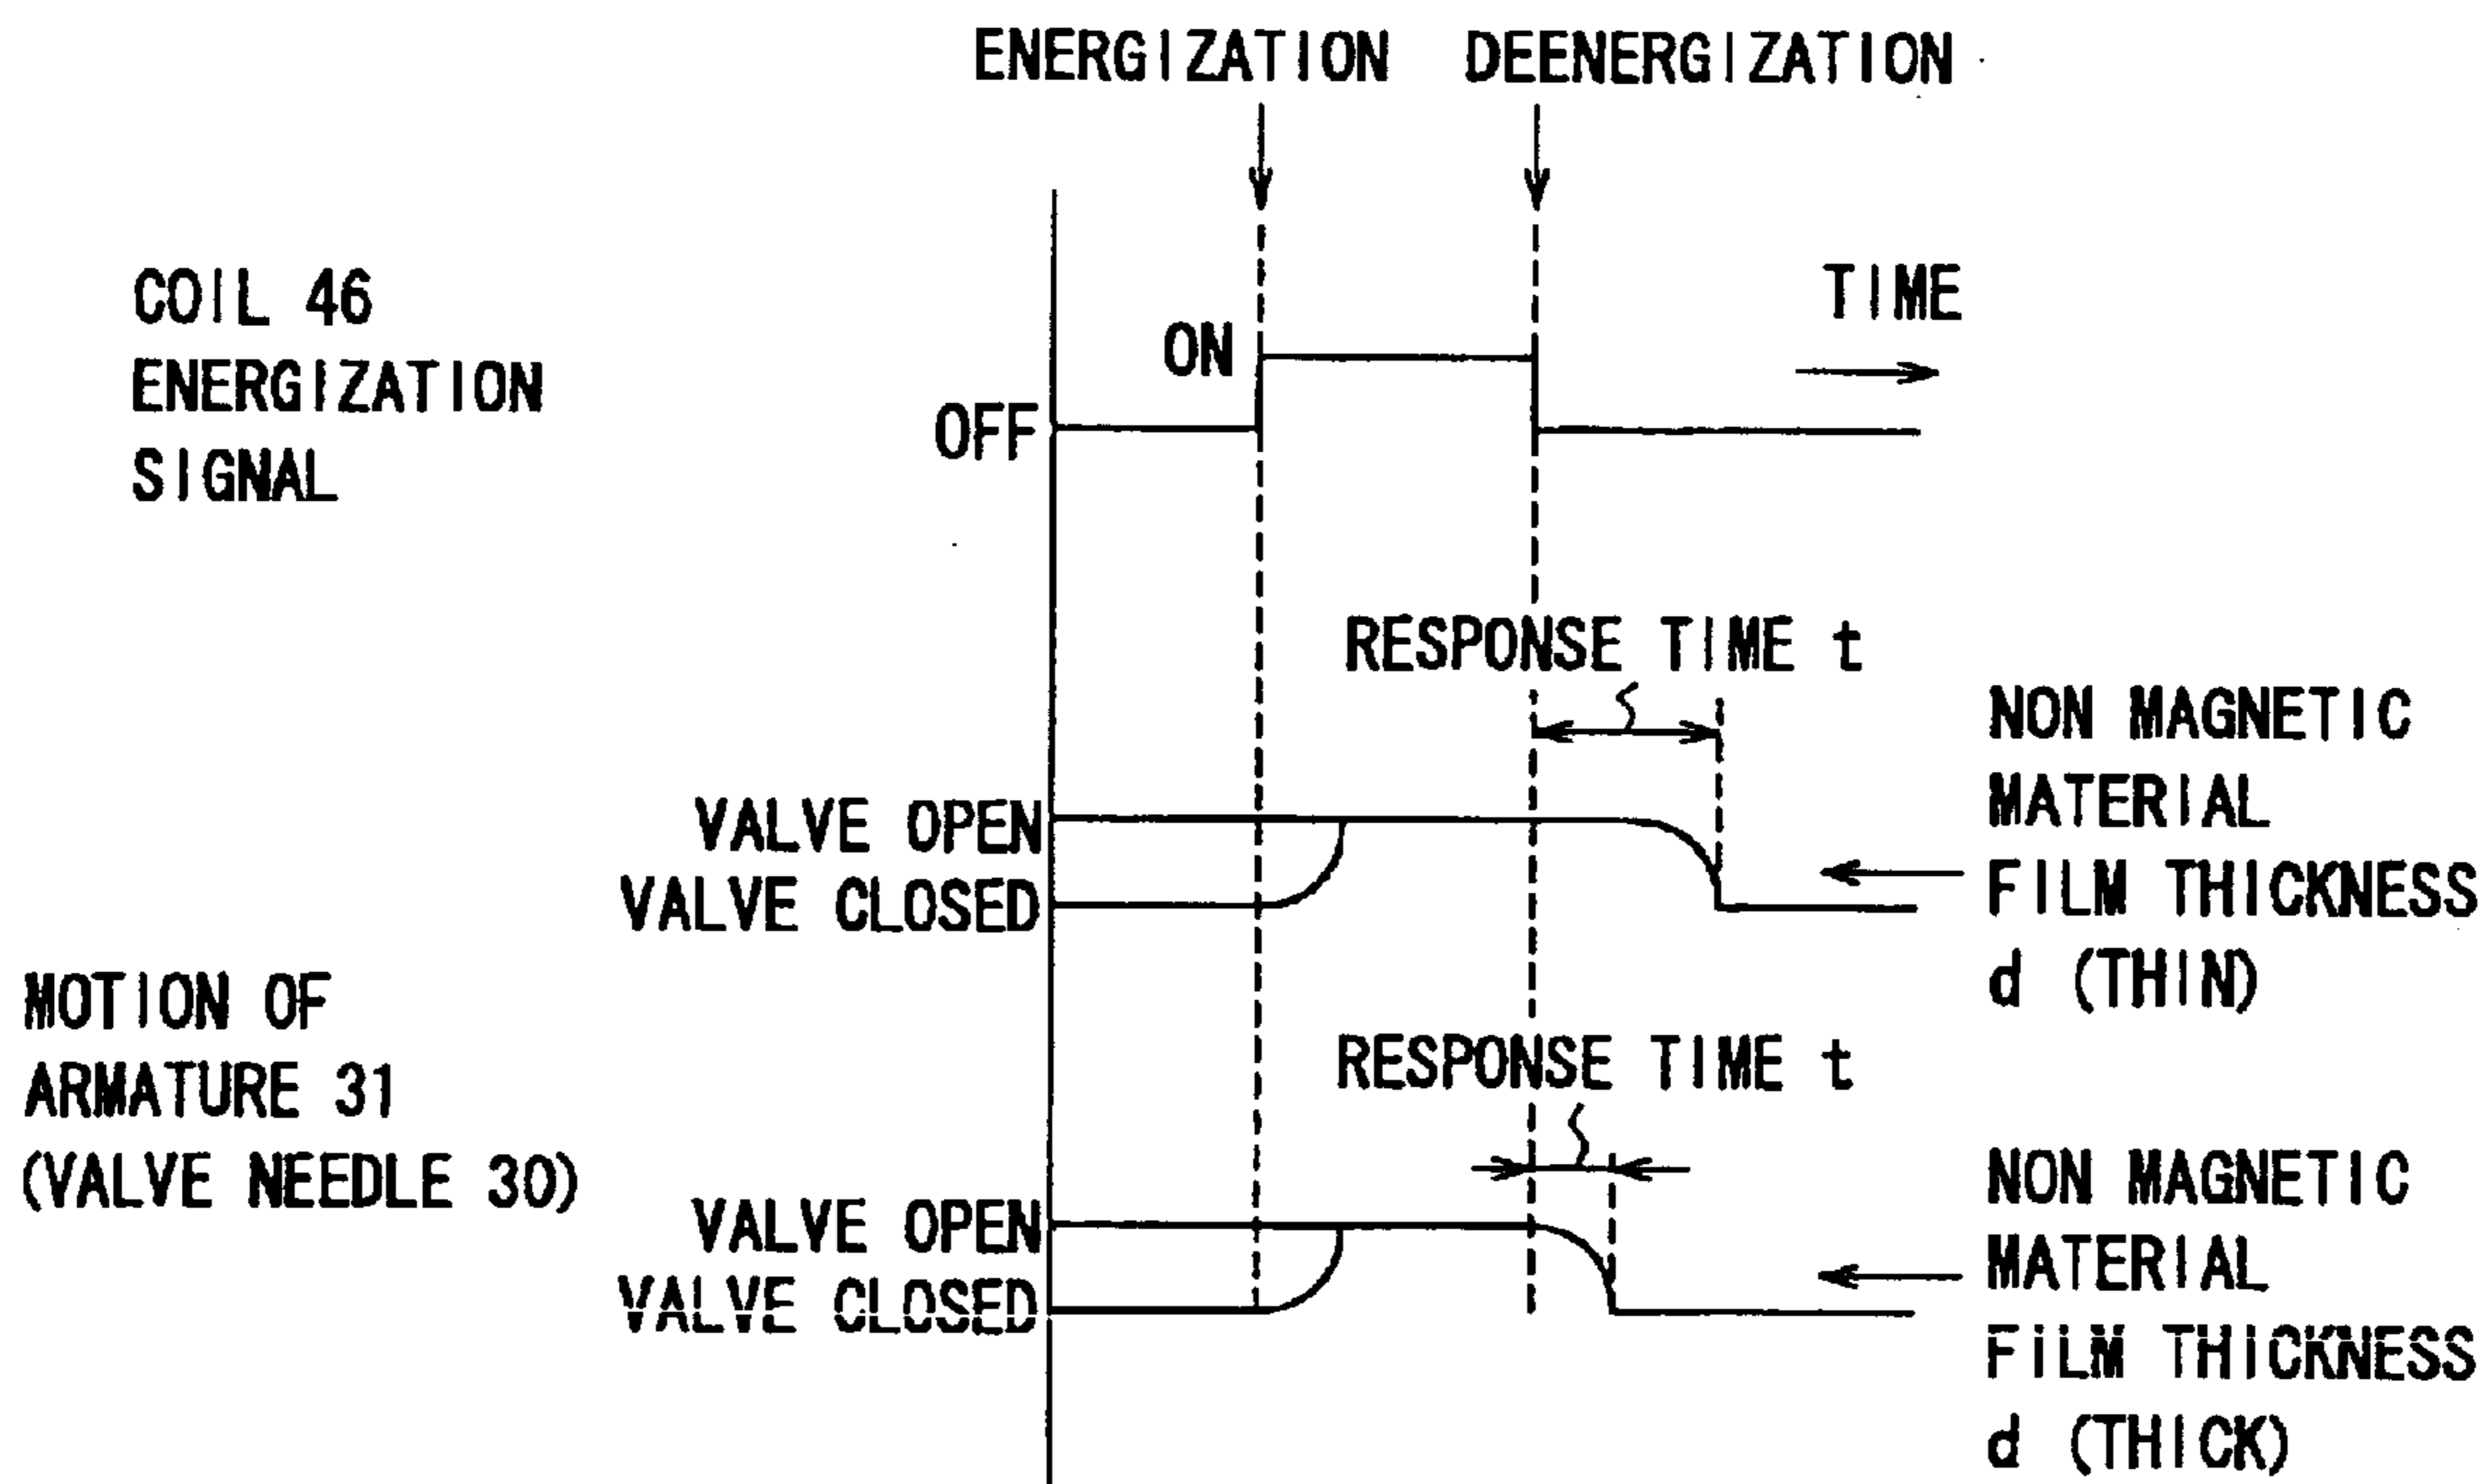 ENERGIZATION DEENERGIZATION
COIL 46
ENERGIZATION
SIGNAL
TIME
ON
OFF
RESPONSE TIME t
VALVE OPEN
VALVE CLOSED
NON MAGNETIC
MATERIAL
FILM THICKNESS
d (THIN)
MOTION OF
ARMATURE 31
(VALVE NEEDLE 30)
RESPONSE TIME t
VALVE OPEN
VALVE CLOSED
NON MAGNETIC
MATERIAL
FILM THICKNESS
d (THICK)